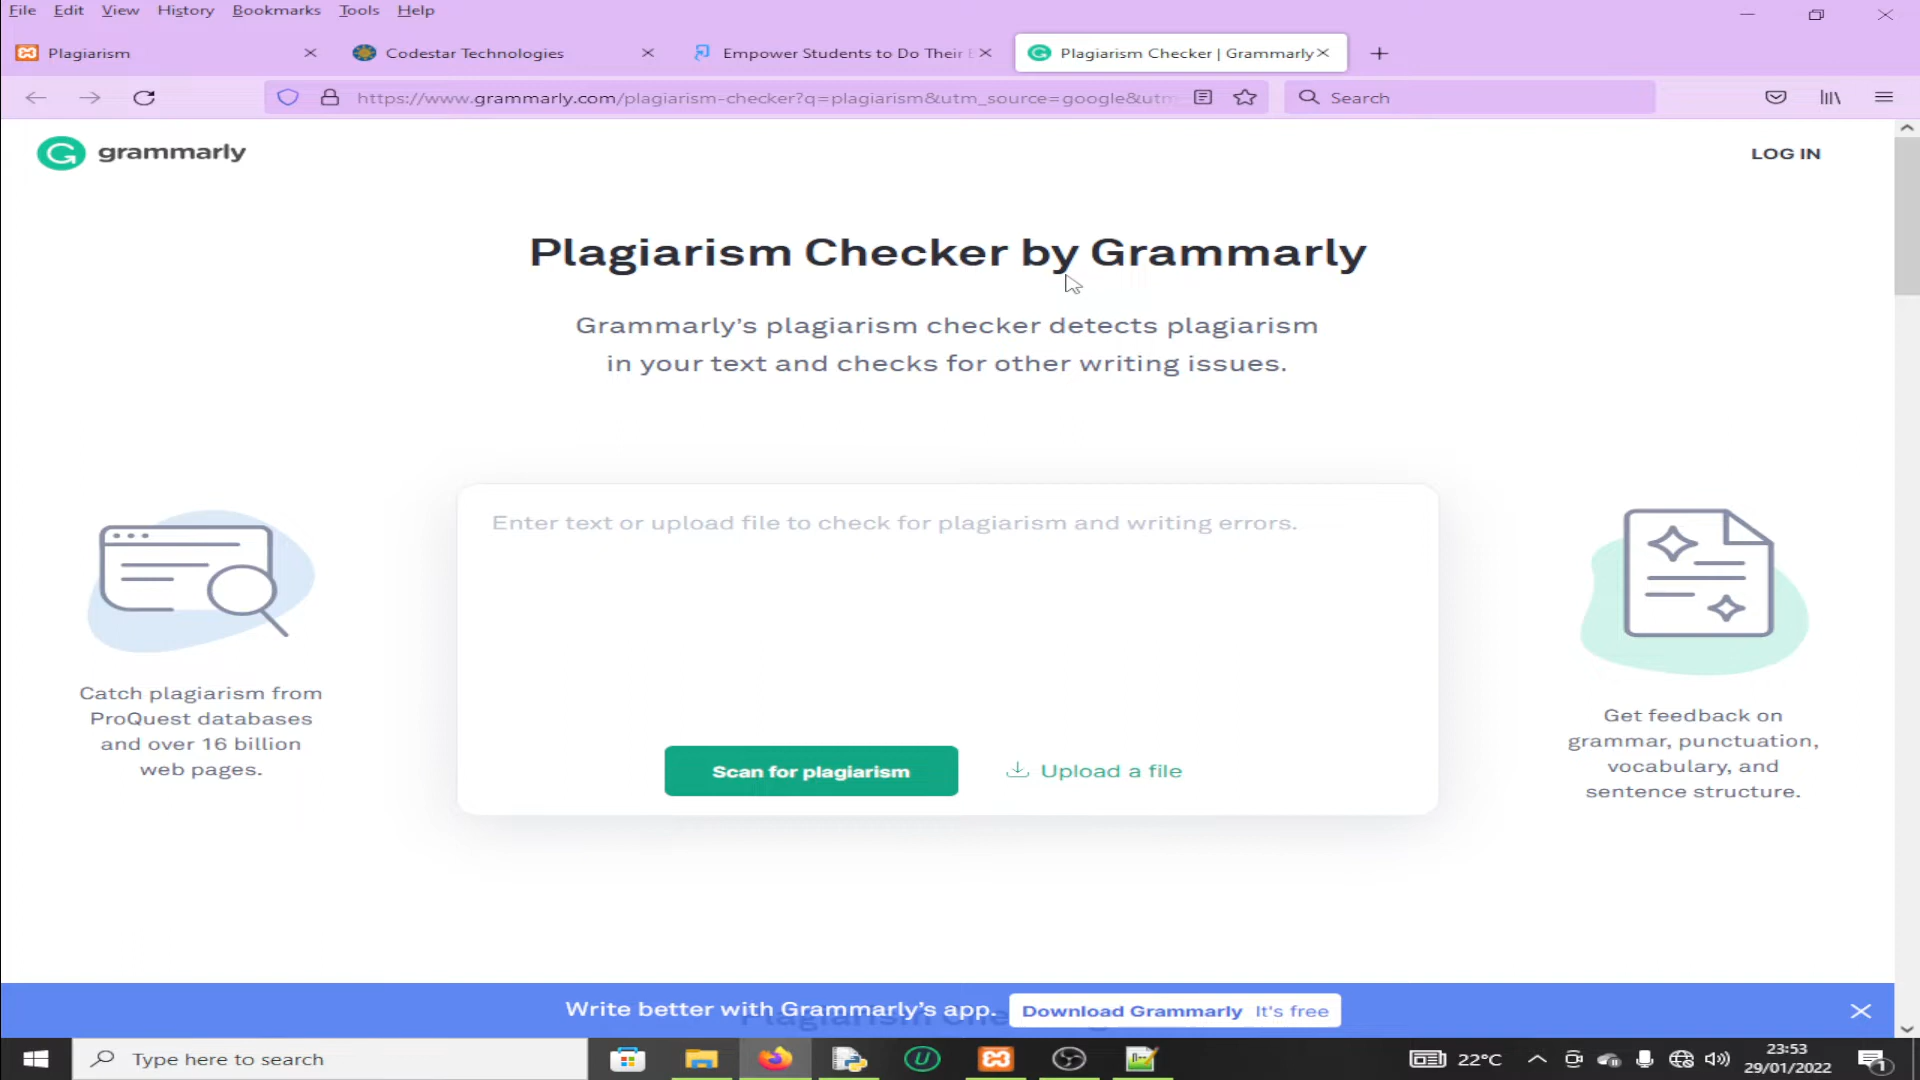 File Edit View History Bookmarks Tools Help
Plagiarism
Codestar Technologies
Empower Students to Do Their
Plagiarism Checker | Grammarly
https://www.grammarly.com/plagiarism-checker?q=plagiarism&utm_source=google&utm
Search
grammarly
LOG IN
Plagiarism Checker by Grammarly
Grammarly's plagiarism checker detects plagiarism
in your text and checks for other writing issues.
Enter text or upload file to check for plagiarism and writing errors.
Catch plagiarism from
ProQuest databases
and over 16 billion
web pages.
Scan for plagiarism
Upload a file
Get feedback on
grammar, punctuation,
vocabulary, and
sentence structure.
Write better with Grammarly's app.
Download Grammarly It's free
Type here to search
22°C
23:53
29/01/2022
1